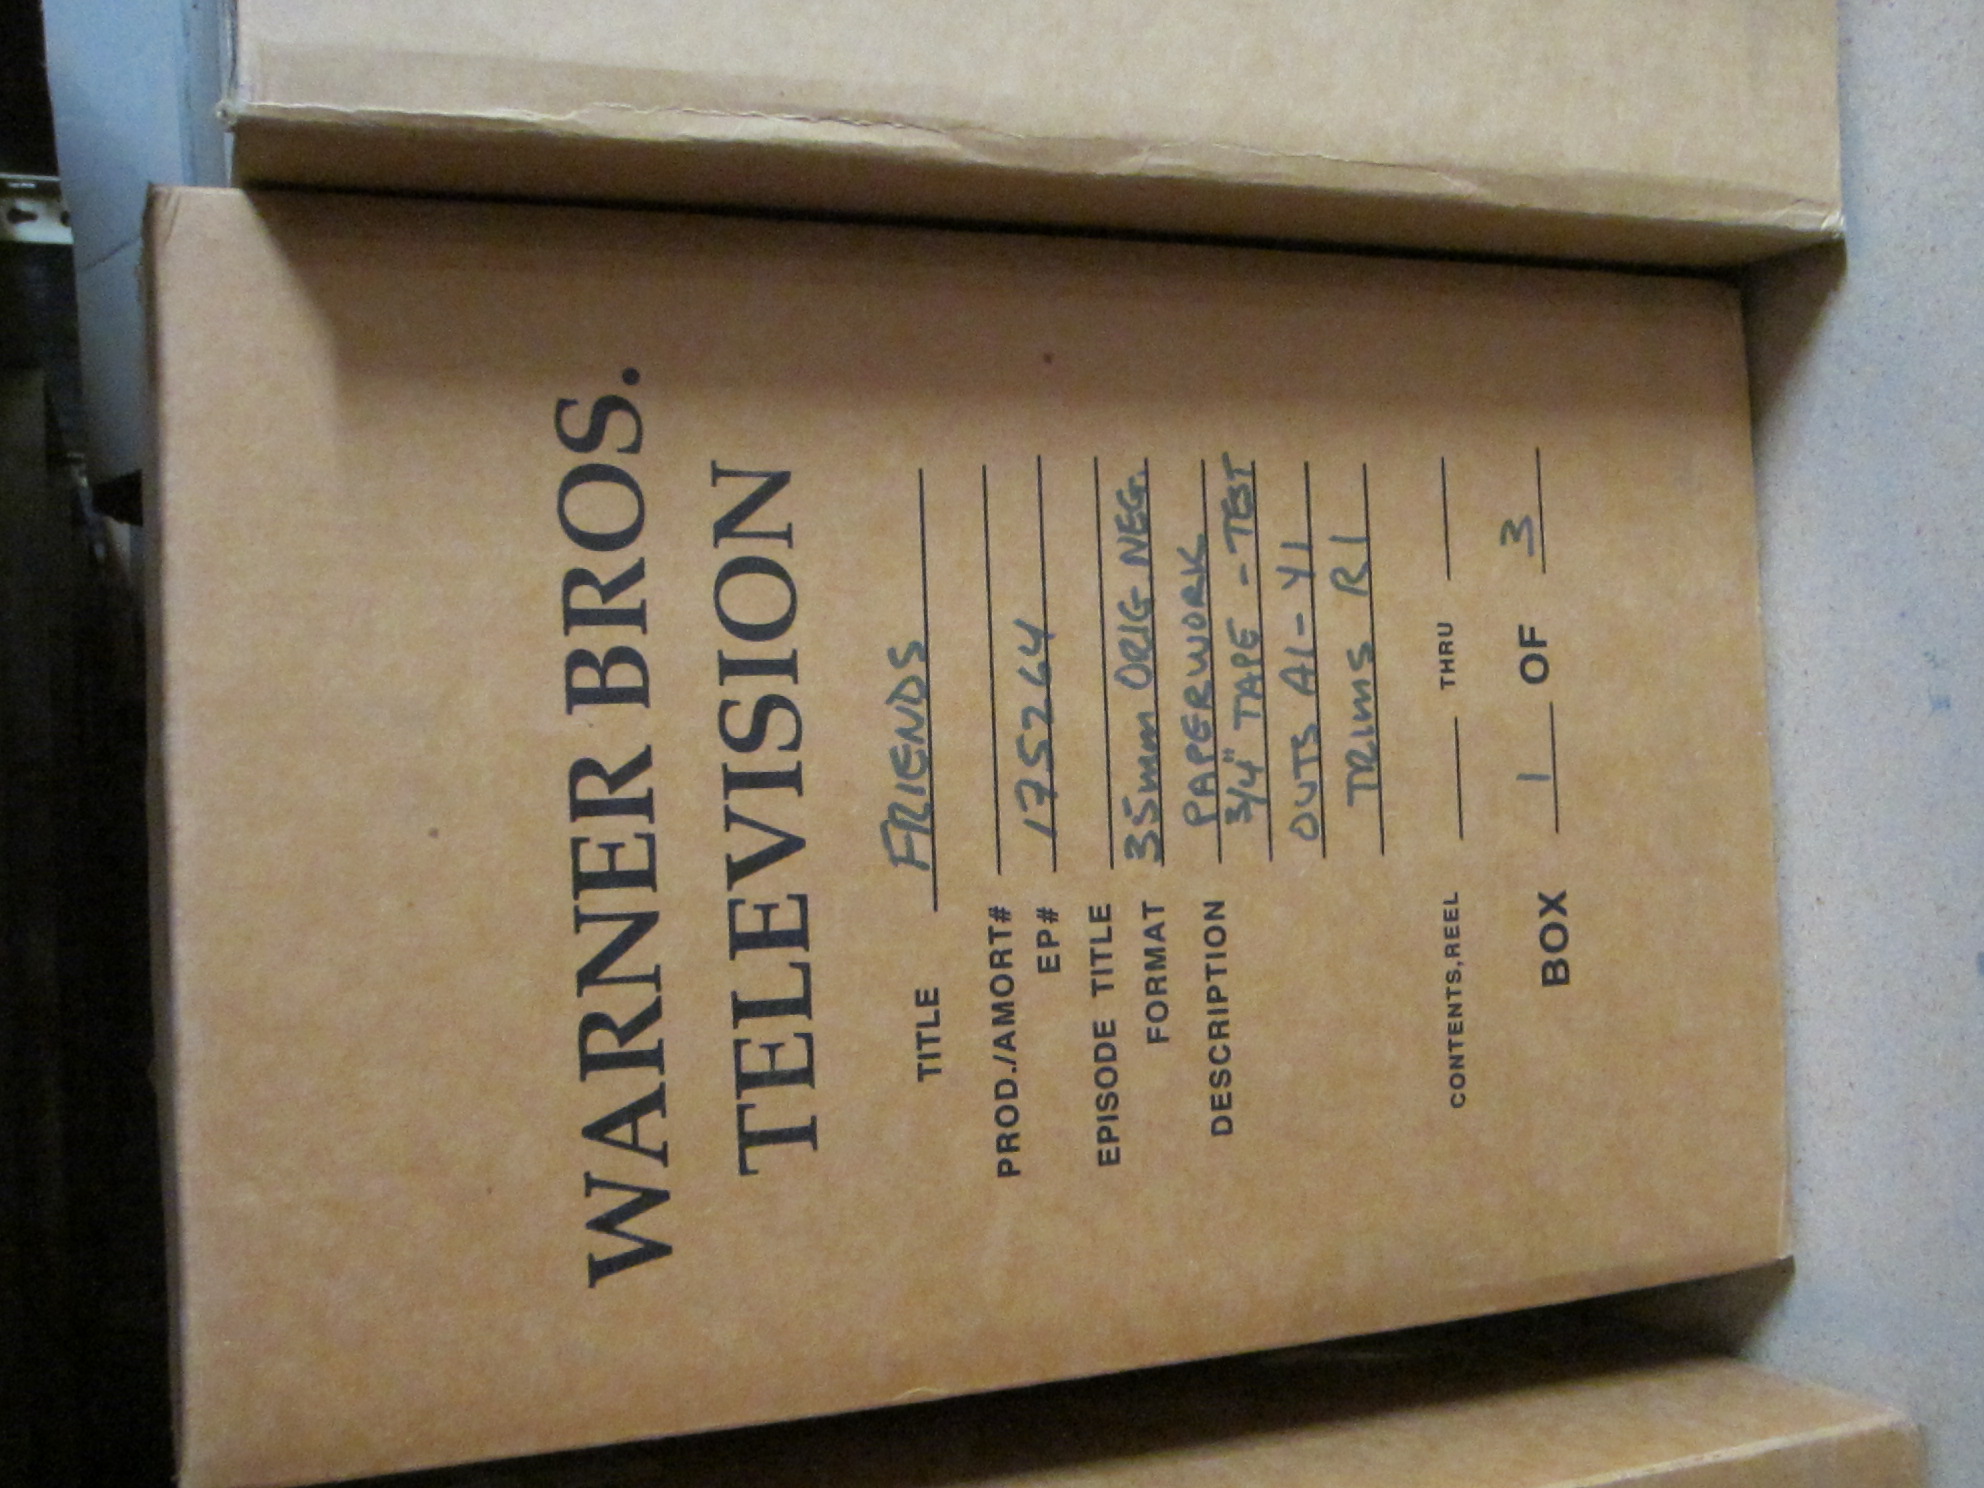 WARNER BROS.
TELEVISION
TITLE FRIENDS
PROD./AMORT#
EP# 175264
EPISODE TITLE
FORMAT 35mm ORIG NEG.
DESCRIPTION PAPERWORK
3/4" TAPE - TEST
OUTS A1 - Y1
TRIMS R1
CONTENTS, REEL THRU
BOX 1 OF 3